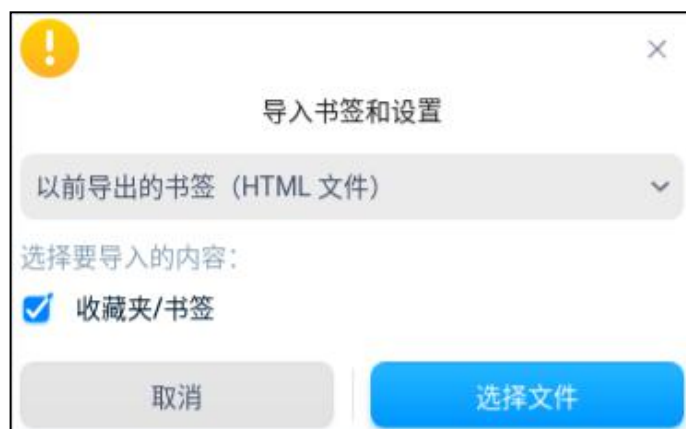 导入书签和设置
以前导出的书签（HTML 文件）
选择要导入的内容：
收藏夹/书签
取消
选择文件